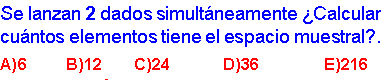 Se lanzan 2 dados simultáneamente ¿Calcular
cuántos elementos tiene el espacio muestral?.
A)6 B)12 C)24 D)36 E)216